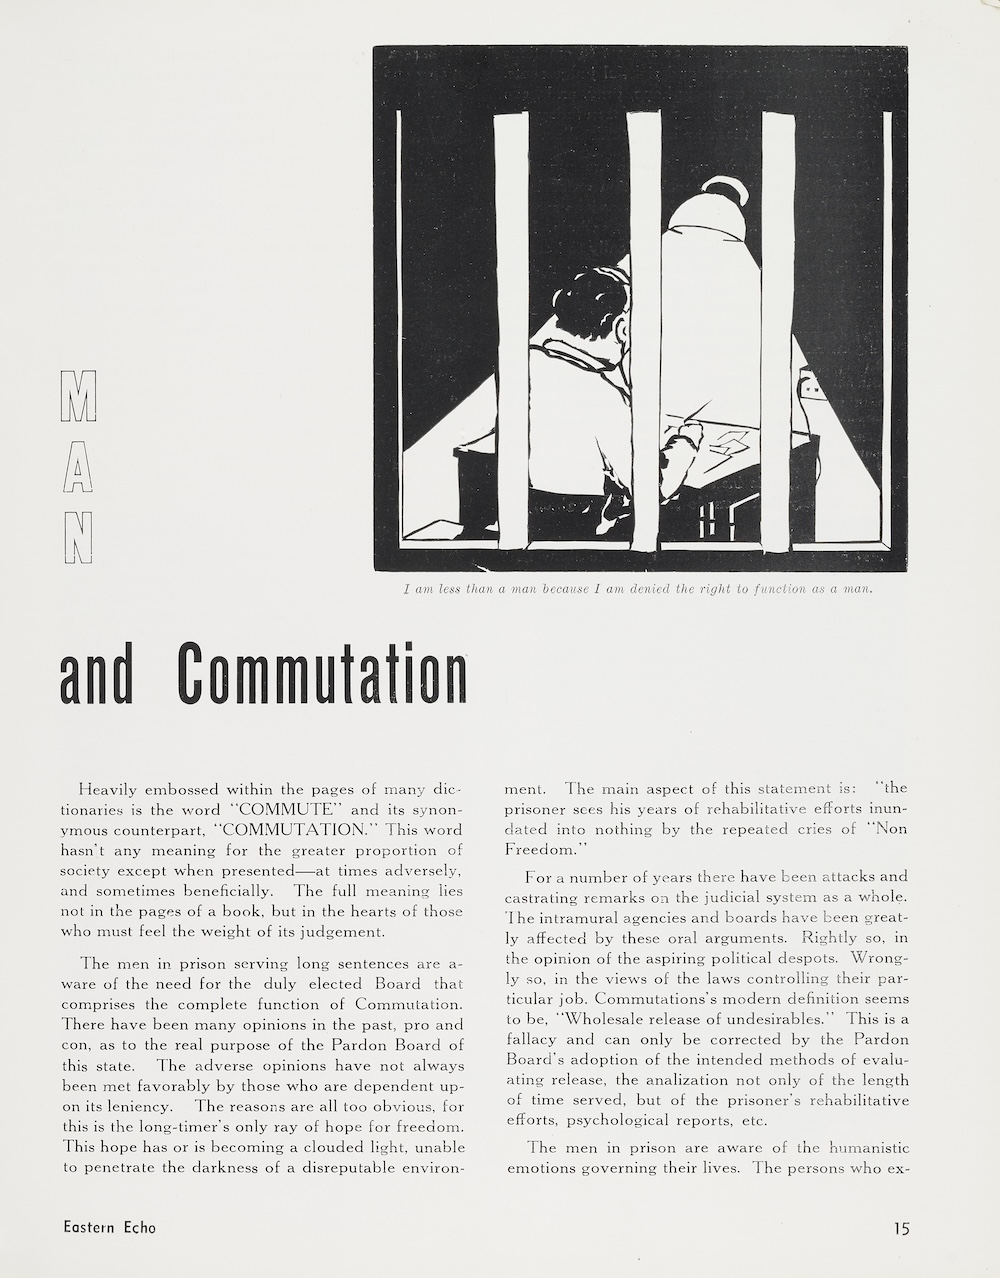 I am less than a man because I am denied the right to function as a man.
M
A
N
and Commutation
Heavily embossed within the pages of many dic-
tionaries is the word "COMMUTE" and its synon-
ymous counterpart, "COMMUTATION." This word
hasn't any meaning for the greater proportion of
society except when presented—at times adversely,
and sometimes beneficially. The full meaning lies
not in the pages of a book, but in the hearts of those
who must feel the weight of its judgement.
The men in prison serving long sentences are a-
ware of the need for the duly elected Board that
comprises the complete function of Commutation.
There have been many opinions in the past, pro and
con, as to the real purpose of the Pardon Board of
this state. The adverse opinions have not always
been met favorably by those who are dependent up-
on its leniency. The reasons are all too obvious, for
this is the long-timer's only ray of hope for freedom.
This hope has or is becoming a clouded light, unable
to penetrate the darkness of a disreputable environ-
ment. The main aspect of this statement is: "the
prisoner sees his years of rehabilitative efforts inun-
dated into nothing by the repeated cries of "Non
Freedom."
For a number of years there have been attacks and
castrating remarks on the judicial system as a whole.
The intramural agencies and boards have been great-
ly affected by these oral arguments. Rightly so, in
the opinion of the aspiring political despots. Wrong-
ly so, in the views of the laws controlling their par-
ticular job. Commutations's modern definition seems
to be, "Wholesale release of undesirables." This is a
fallacy and can only be corrected by the Pardon
Board's adoption of the intended methods of evalu-
ating release, the analization not only of the length
of time served, but of the prisoner's rehabilitative
efforts, psychological reports, etc.
The men in prison are aware of the humanistic
emotions governing their lives. The persons who ex-
Eastern Echo
15